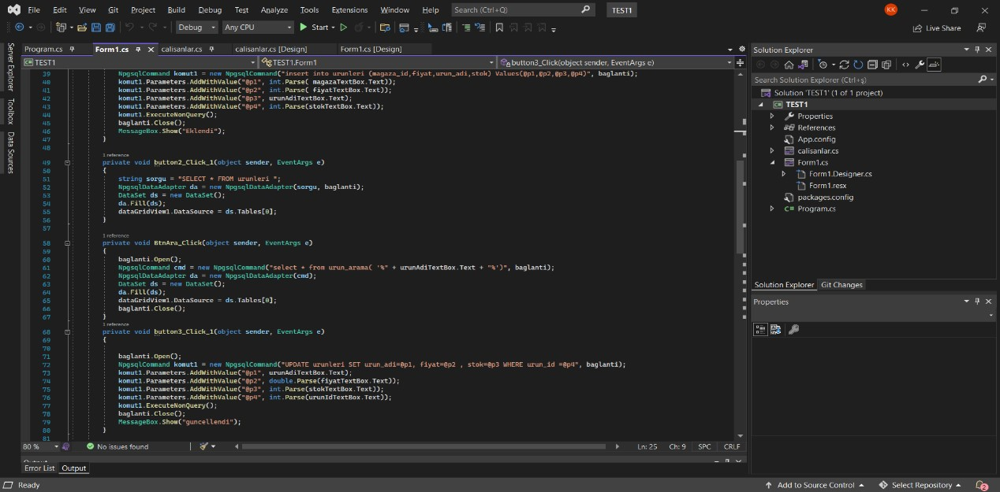 File Edit View Git Project Build Debug Test Analyze Tools Extensions Window Help Search (Ctrl+Q) TEST1 KK
Debug Any CPU Start Live Share
Server Explorer
Toolbox
Data Sources
Program.cs Form1.cs calisanlar.cs calisanlar.cs [Design] Form1.cs [Design]
TEST1 TEST1.Form1 button3_Click(object sender, EventArgs e)
39 NpgsqlCommand komut1 = new NpgsqlCommand("insert into urunleri (magaza_id,fiyat,urun_adi,stok) Values(@p1,@p2,@p3,@p4)", baglanti);
40 komut1.Parameters.AddWithValue("@p1", int.Parse( magazaTextBox.Text));
41 komut1.Parameters.AddWithValue("@p2", int.Parse( fiyatTextBox.Text));
42 komut1.Parameters.AddWithValue("@p3", urunAdiTextBox.Text);
43 komut1.Parameters.AddWithValue("@p4", int.Parse(stokTextBox.Text));
44 komut1.ExecuteNonQuery();
45 baglanti.Close();
46 MessageBox.Show("Eklendi");
47 }
48
1 reference
49 private void button2_Click_1(object sender, EventArgs e)
50 {
51 string sorgu = "SELECT * FROM urunleri ";
52 NpgsqlDataAdapter da = new NpgsqlDataAdapter(sorgu, baglanti);
53 DataSet ds = new DataSet();
54 da.Fill(ds);
55 dataGridView1.DataSource = ds.Tables[0];
56 }
57
1 reference
58 private void BtnAra_Click(object sender, EventArgs e)
59 {
60 baglanti.Open();
61 NpgsqlCommand cmd = new NpgsqlCommand("select * from urun_arama( '%" + urunAdiTextBox.Text + "%')", baglanti);
62 NpgsqlDataAdapter da = new NpgsqlDataAdapter(cmd);
63 DataSet ds = new DataSet();
64 da.Fill(ds);
65 dataGridView1.DataSource = ds.Tables[0];
66 baglanti.Close();
67 }
1 reference
68 private void button3_Click_1(object sender, EventArgs e)
69 {
70
71 baglanti.Open();
72 NpgsqlCommand komut1 = new NpgsqlCommand("UPDATE urunleri SET urun_adi=@p1, fiyat=@p2 , stok=@p3 WHERE urun_id =@p4", baglanti);
73 komut1.Parameters.AddWithValue("@p1", urunAdiTextBox.Text);
74 komut1.Parameters.AddWithValue("@p2", double.Parse(fiyatTextBox.Text));
75 komut1.Parameters.AddWithValue("@p3", int.Parse(stokTextBox.Text));
76 komut1.Parameters.AddWithValue("@p4", int.Parse(urunIdTextBox.Text));
77 komut1.ExecuteNonQuery();
78 baglanti.Close();
79 MessageBox.Show("guncellendi");
80 }
81
80 % No issues found Ln: 25 Ch: 9 SPC CRLF
Output
Error List Output
Ready Add to Source Control Select Repository 2
Solution Explorer
Search Solution Explorer (Ctrl+ş)
Solution 'TEST1' (1 of 1 project)
TEST1
Properties
References
App.config
calisanlar.cs
Form1.cs
Form1.Designer.cs
Form1.resx
packages.config
Program.cs
Solution Explorer Git Changes
Properties